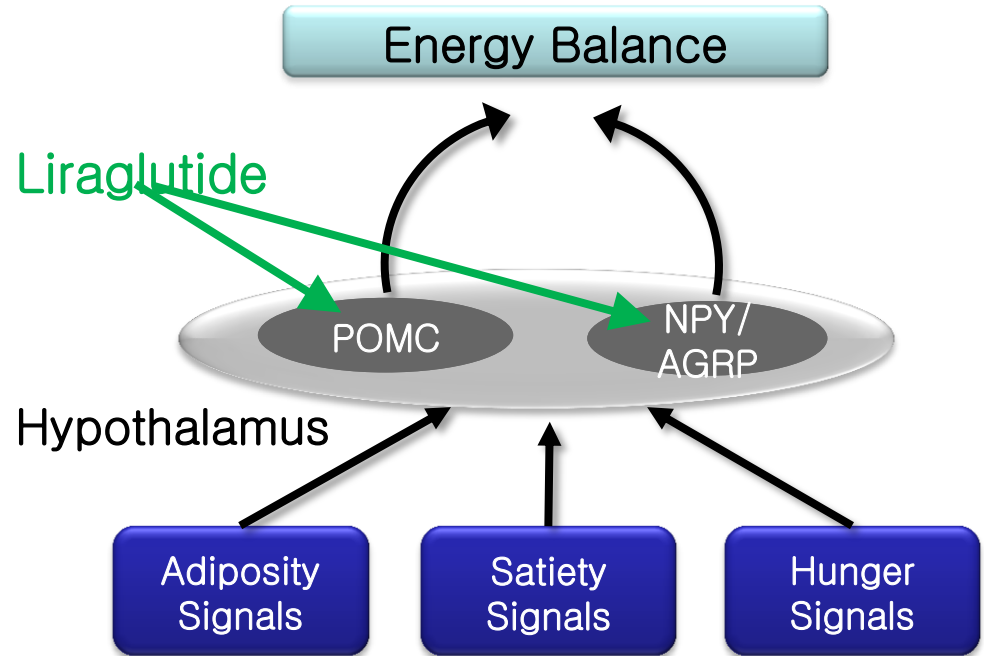 Energy Balance
Liraglutide
POMC
NPY/
AGRP
Hypothalamus
Adiposity
Signals
Satiety
Signals
Hunger
Signals